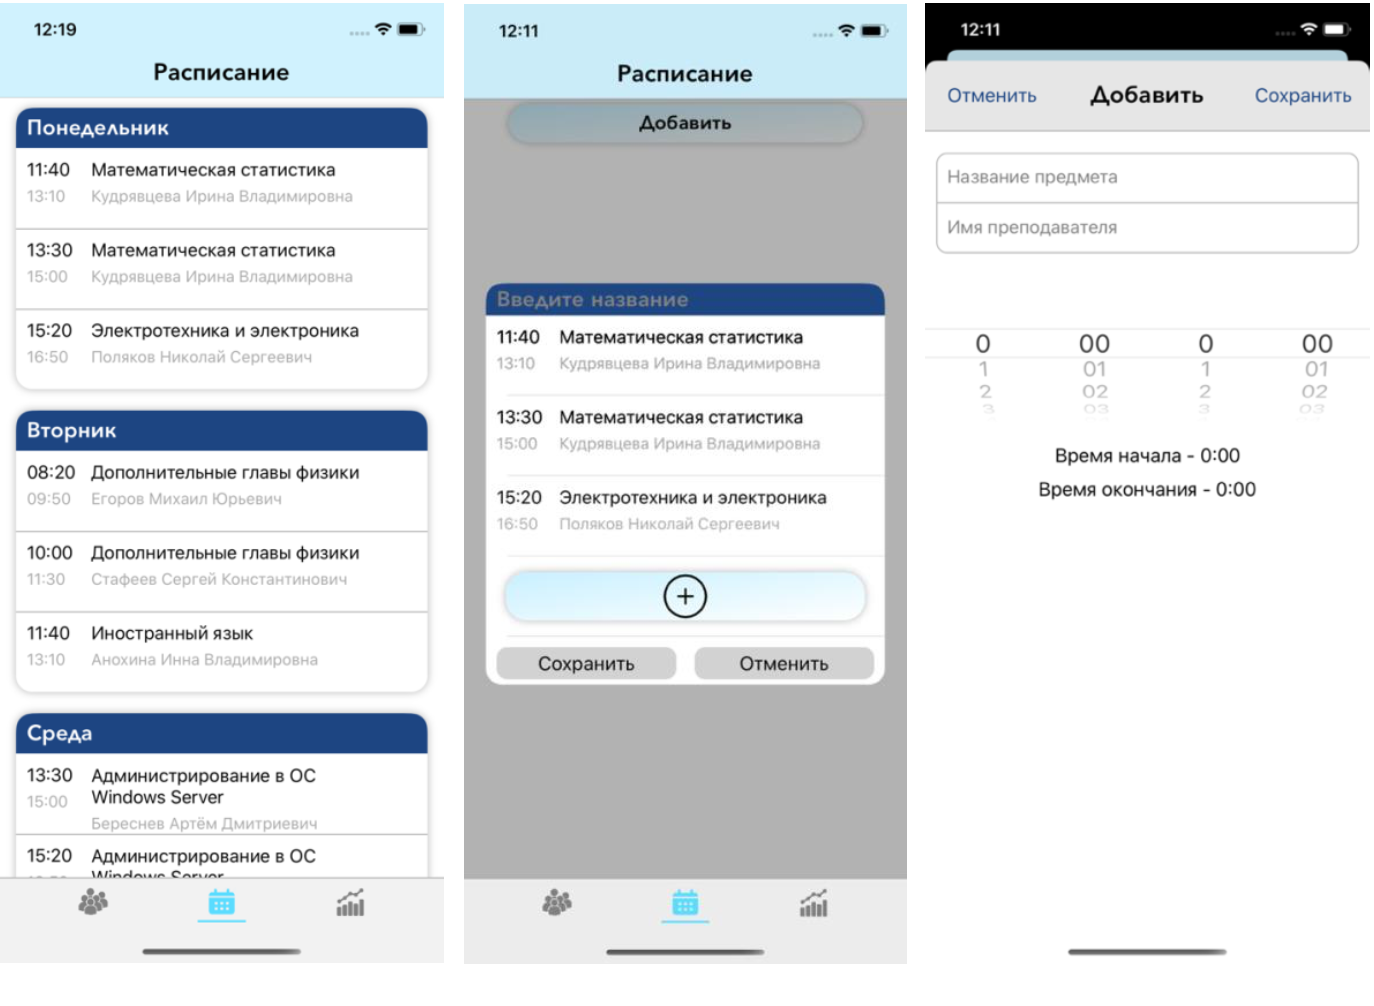 12:19
Расписание
Понедельник
11:40 Математическая статистика
13:10 Кудрявцева Ирина Владимировна
13:30 Математическая статистика
15:00 Кудрявцева Ирина Владимировна
15:20 Электротехника и электроника
16:50 Поляков Николай Сергеевич
Вторник
08:20 Дополнительные главы физики
09:50 Егоров Михаил Юрьевич
10:00 Дополнительные главы физики
11:30 Стафеев Сергей Константинович
11:40 Иностранный язык
13:10 Анохина Инна Владимировна
Среда
13:30 Администрирование в ОС
15:00 Windows Server
Береснев Артём Дмитриевич
15:20 Администрирование в ОС
Windows Server
12:11
Расписание
Добавить
Введите название
11:40 Математическая статистика
13:10 Кудрявцева Ирина Владимировна
13:30 Математическая статистика
15:00 Кудрявцева Ирина Владимировна
15:20 Электротехника и электроника
16:50 Поляков Николай Сергеевич
Сохранить Отменить
12:11
Отменить Добавить Сохранить
Название предмета
Имя преподавателя
0 00 0 00
1 01 1 01
2 02 2 02
3 03 3 03
Время начала - 0:00
Время окончания - 0:00